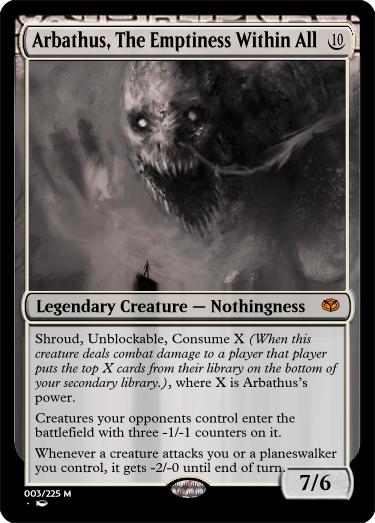 Arbathus, The Emptiness Within All 10
Legendary Creature — Nothingness
Shroud, Unblockable, Consume X (When this
creature deals combat damage to a player that player
puts the top X cards from their library on the bottom of
your secondary library.), where X is Arbathus's
power.
Creatures your opponents control enter the
battlefield with three -1/-1 counters on it.
Whenever a creature attacks you or a planeswalker
you control, it gets -2/-0 until end of turn.
7/6
003/225 M